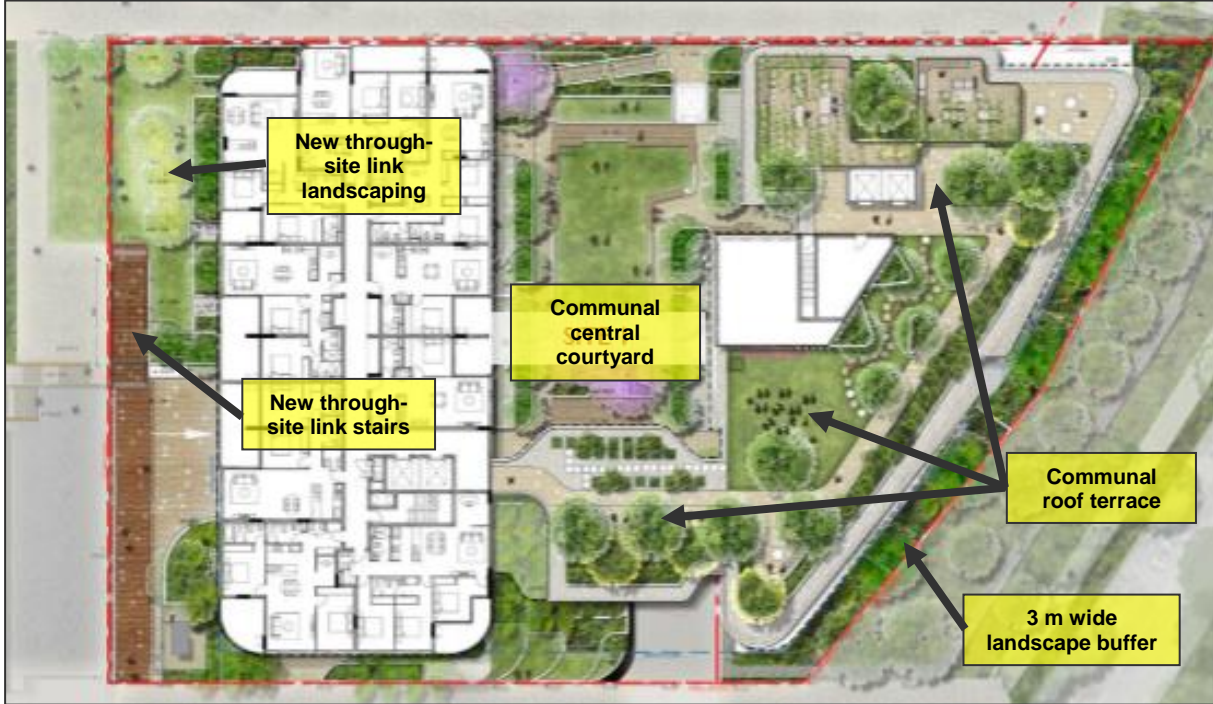 New through-
site link
landscaping
Communal
central
courtyard
New through-
site link stairs
Communal
roof terrace
3 m wide
landscape buffer